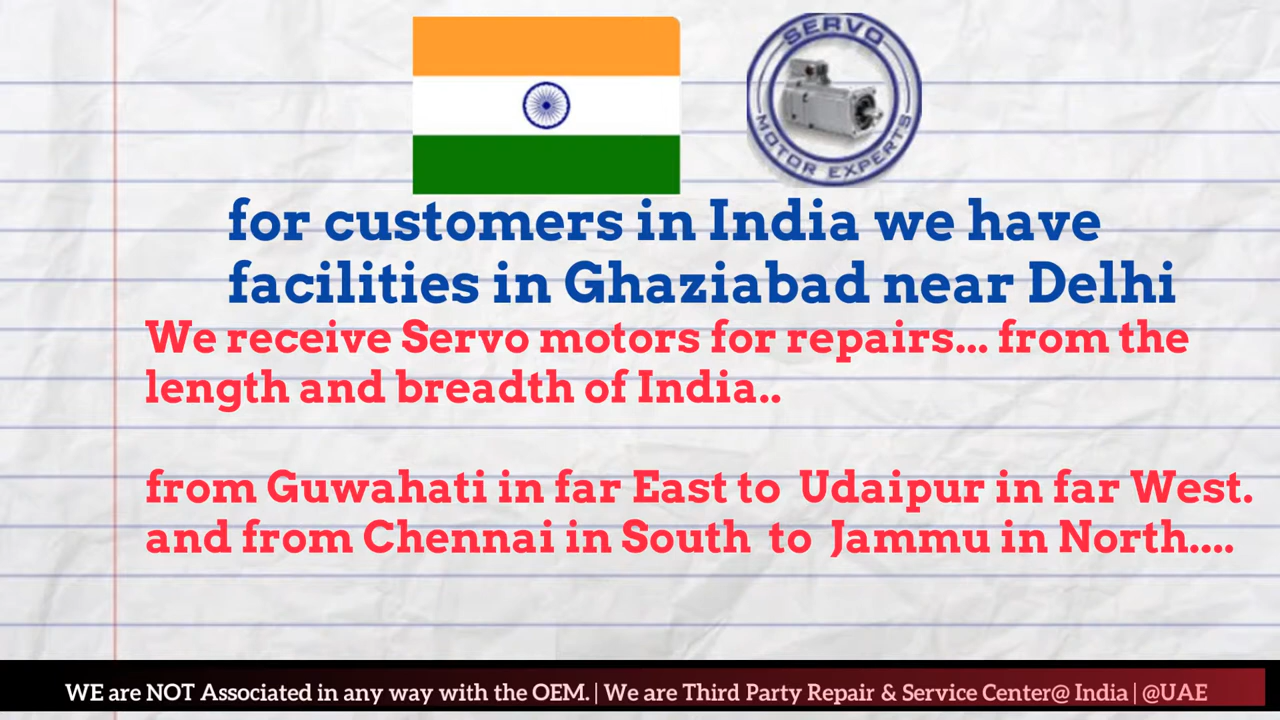 SERVO
MOTOR EXPERTS
for customers in India we have
facilities in Ghaziabad near Delhi
We receive Servo motors for repairs... from the
length and breadth of India..
from Guwahati in far East to Udaipur in far West.
and from Chennai in South to Jammu in North....
WE are NOT Associated in any way with the OEM. | We are Third Party Repair & Service Center@ India | @UAE